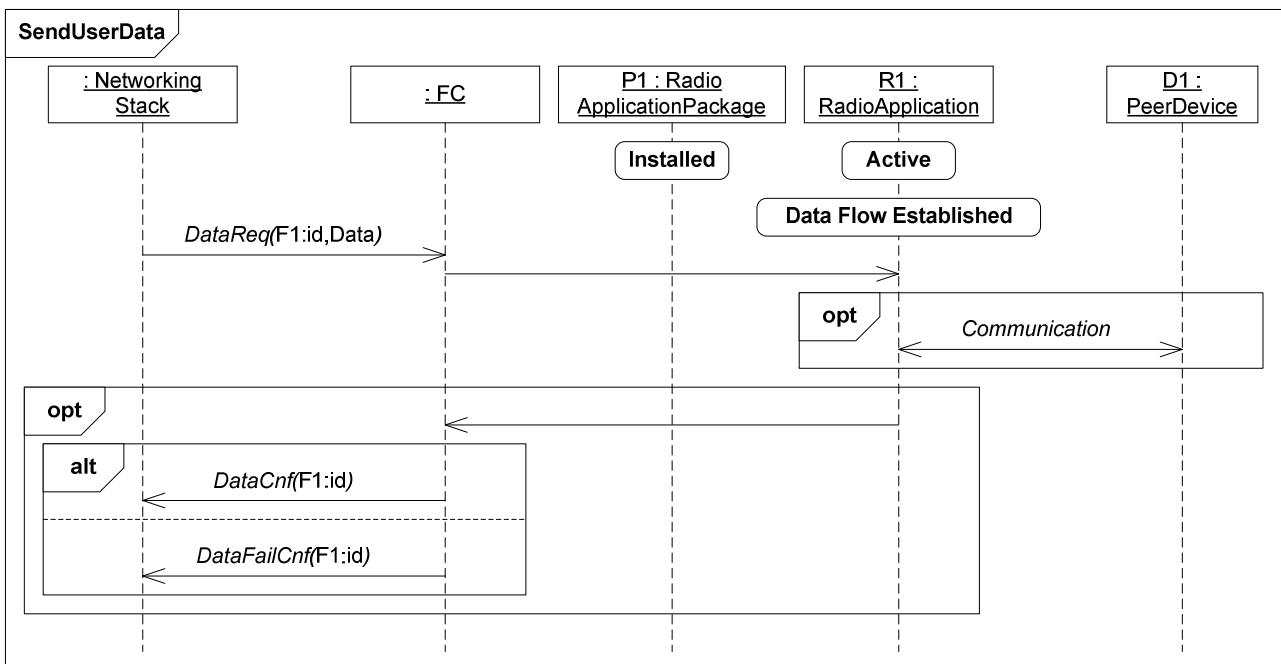 SendUserData
: Networking
Stack
: FC
P1 : Radio
ApplicationPackage
R1 :
RadioApplication
D1 :
PeerDevice
Installed
Active
Data Flow Established
DataReq(F1:id,Data)
opt
Communication
opt
alt
DataCnf(F1:id)
DataFailCnf(F1:id)